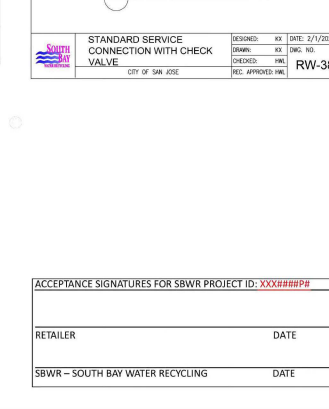 SOUTH
BAY
STANDARD SERVICE
CONNECTION WITH CHECK
VALVE
CITY OF SAN JOSE
DESIGNED: KX
DRAWN: KX
CHECKED: HWL
REC. APPROVED: HWL
DATE: 2/1/20
DWG. NO.
RW-38
ACCEPTANCE SIGNATURES FOR SBWR PROJECT ID: XXX####P#
RETAILER DATE
SBWR – SOUTH BAY WATER RECYCLING DATE